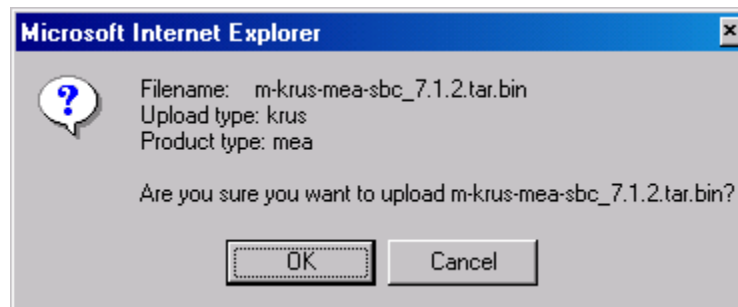 Microsoft Internet Explorer
Filename: m-krus-mea-sbc_7.1.2.tar.bin
Upload type: krus
Product type: mea
Are you sure you want to upload m-krus-mea-sbc_7.1.2.tar.bin?
OK Cancel